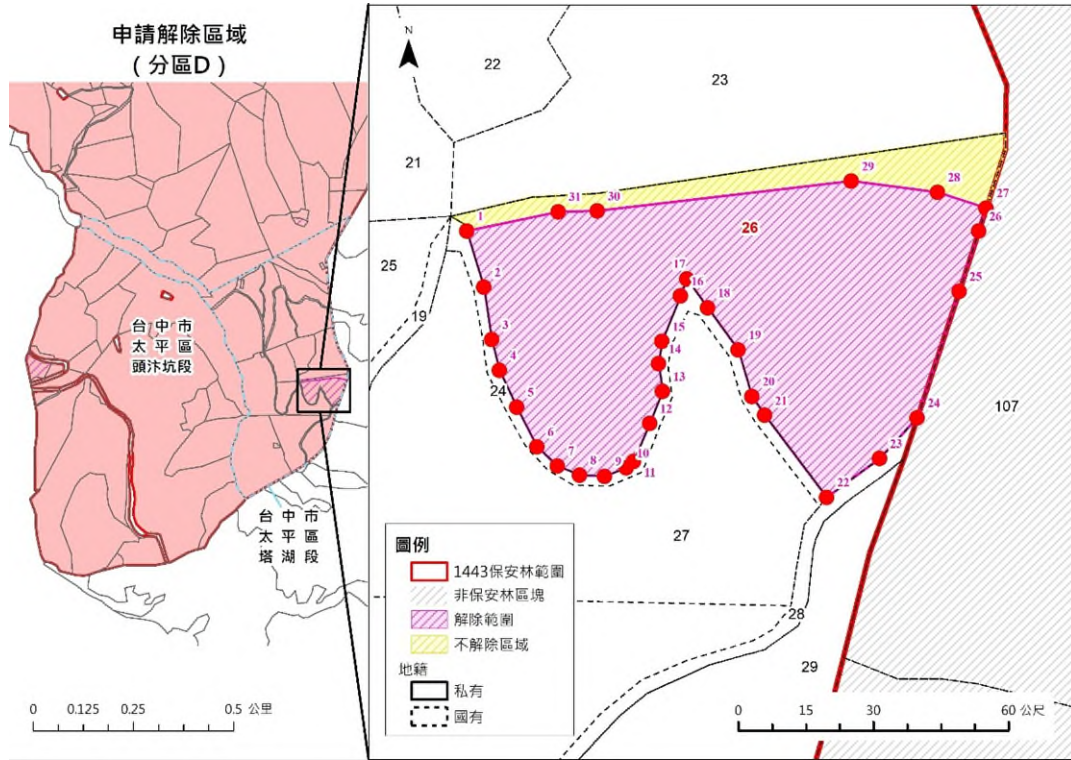 申請解除區域
（分區D）
台中市
太平區
頭汴坑段
台中市
太平區
塔湖段
0 0.125 0.25 0.5 公里
N
22
23
21
25
19
24
26
27
28
29
107
1
2
3
4
5
6
7
8
9
10
11
12
13
14
15
16
17
18
19
20
21
22
23
24
25
26
27
28
29
30
31
圖例
1443保安林範圍
非保安林區塊
解除範圍
不解除區域
地籍
私有
國有
0 15 30 60 公尺